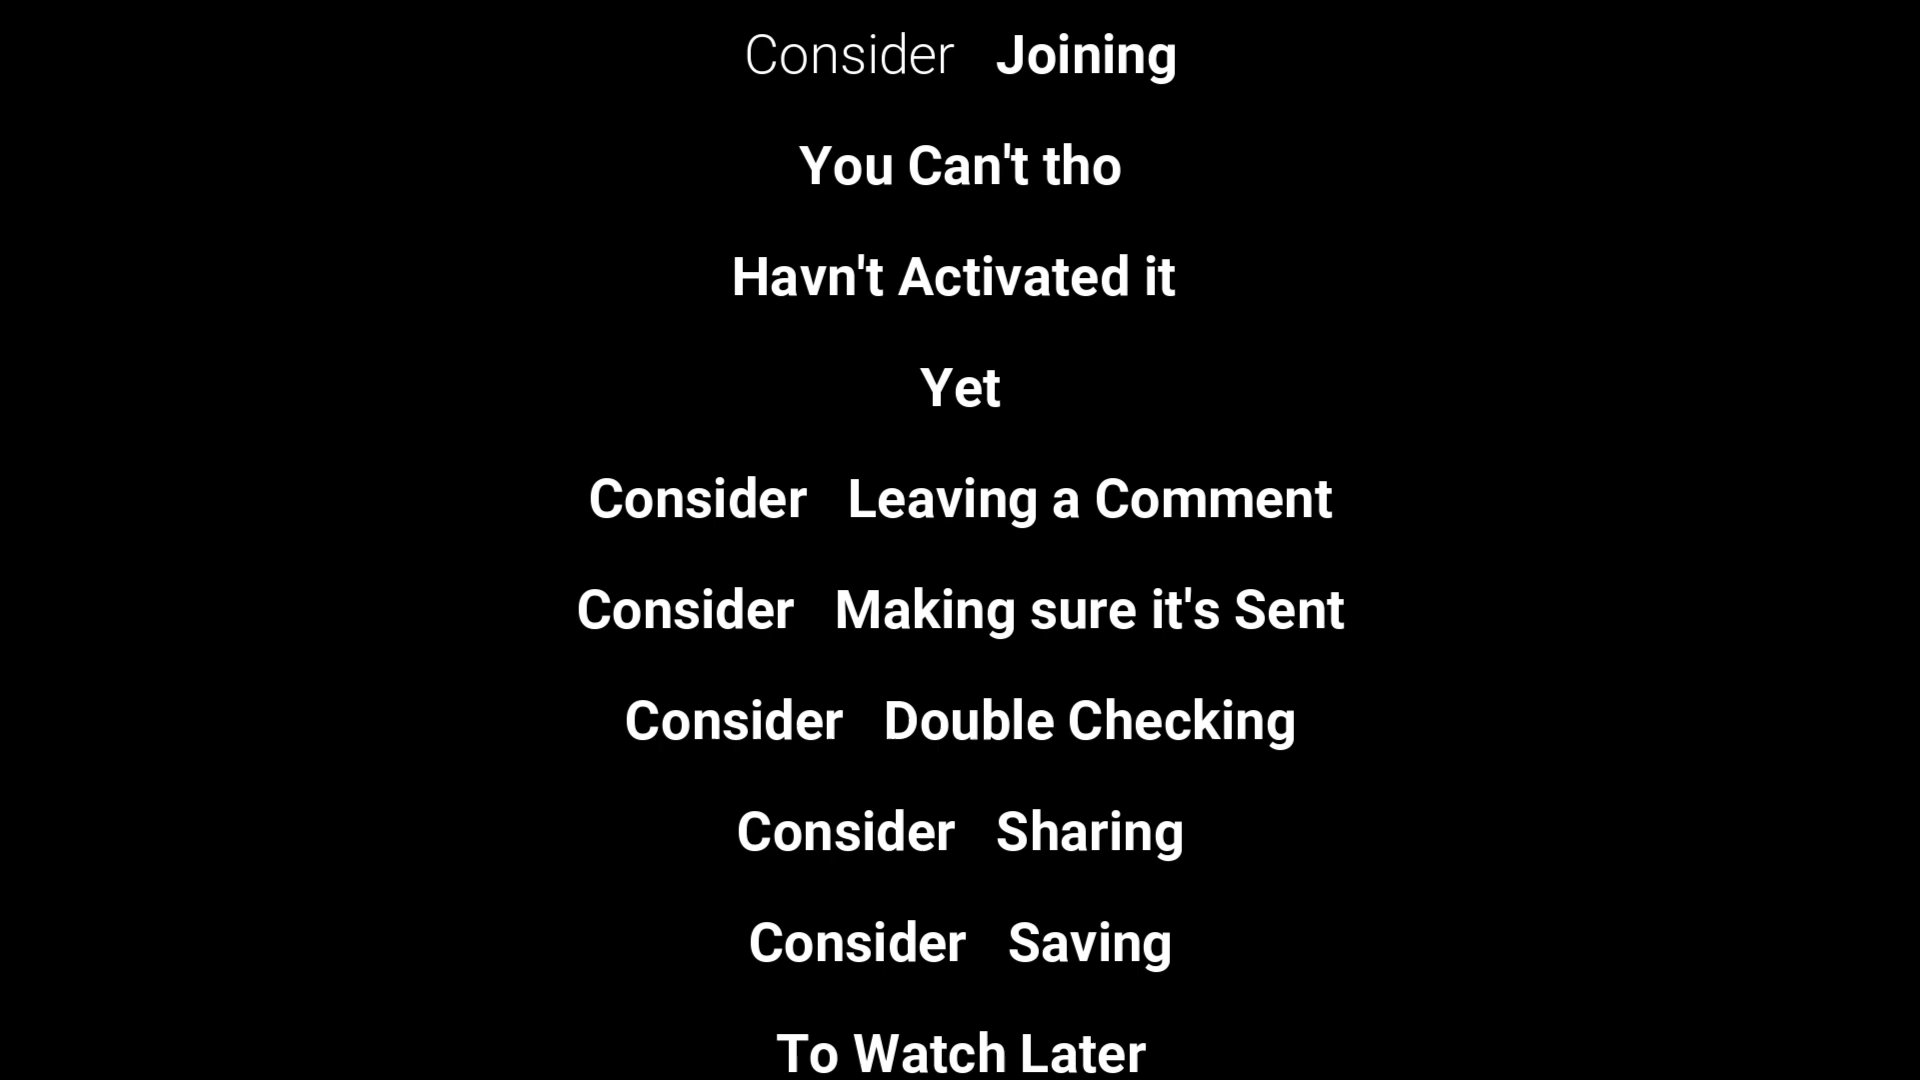 Consider Joining
You Can't tho
Havn't Activated it
Yet
Consider Leaving a Comment
Consider Making sure it's Sent
Consider Double Checking
Consider Sharing
Consider Saving
To Watch Later